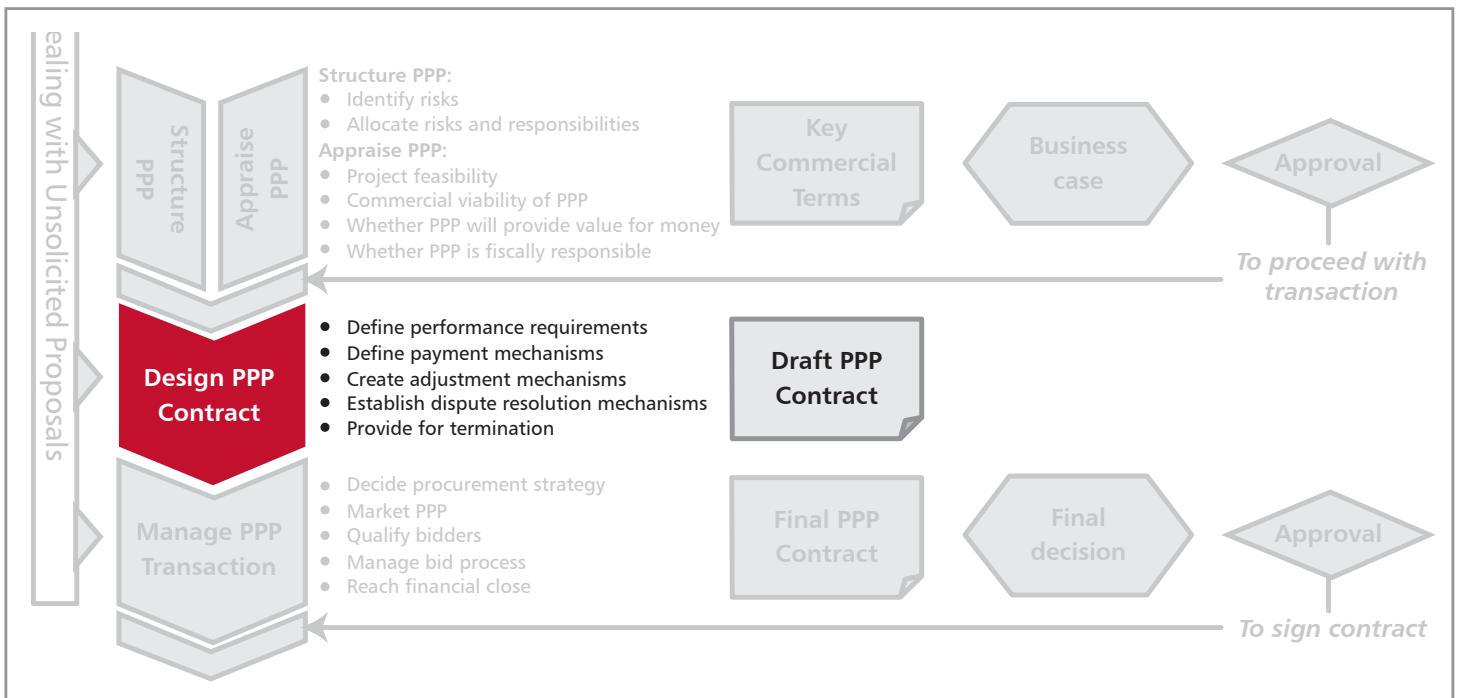 ealing with Unsolicited Proposals
Structure
PPP
Appraise
PPP
Structure PPP:
• Identify risks
• Allocate risks and responsibilities
Appraise PPP:
• Project feasibility
• Commercial viability of PPP
• Whether PPP will provide value for money
• Whether PPP is fiscally responsible
Key
Commercial
Terms
Business
case
Approval
To proceed with
transaction
Design PPP
Contract
• Define performance requirements
• Define payment mechanisms
• Create adjustment mechanisms
• Establish dispute resolution mechanisms
• Provide for termination
Draft PPP
Contract
Manage PPP
Transaction
• Decide procurement strategy
• Market PPP
• Qualify bidders
• Manage bid process
• Reach financial close
Final PPP
Contract
Final
decision
Approval
To sign contract